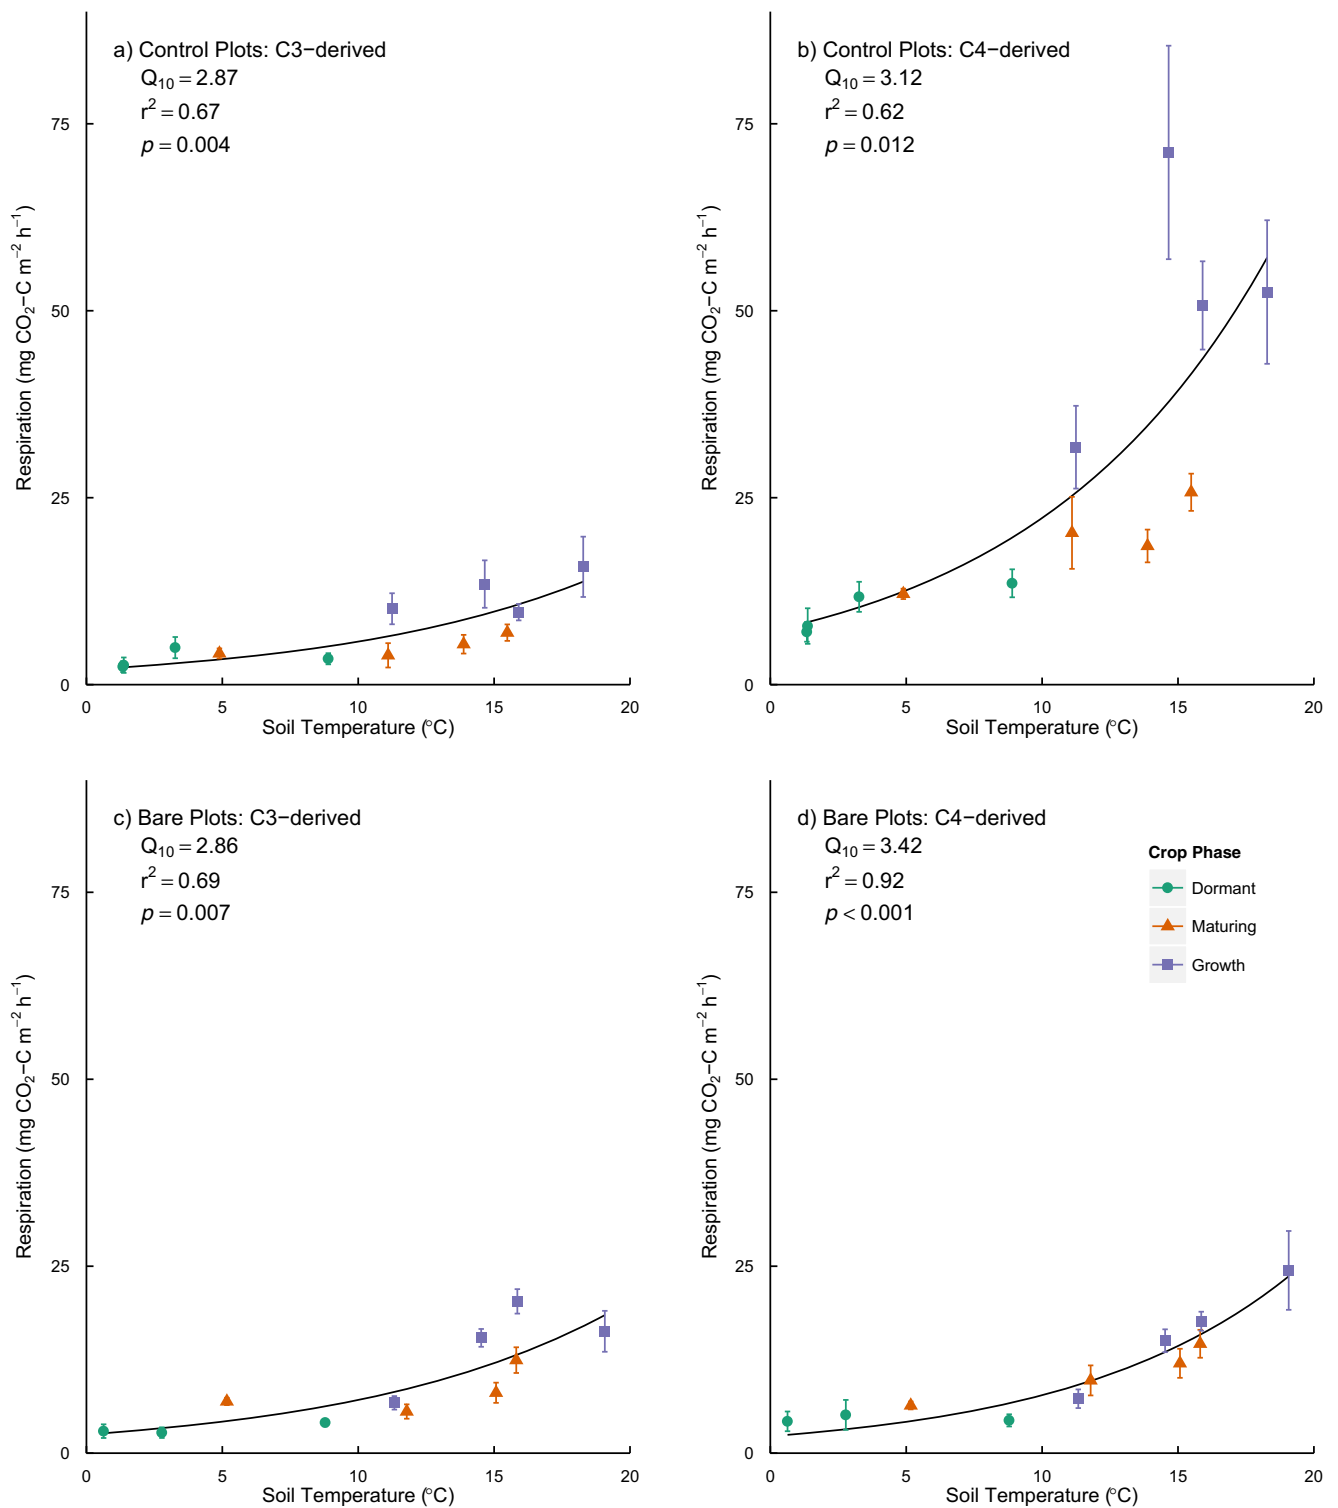 a) Control Plots: C3−derived
Q₁₀ = 2.87
r² = 0.67
p = 0.004
75
50
25
0
Respiration (mg CO₂−C m⁻² h⁻¹)
0 5 10 15 20
Soil Temperature (°C)
b) Control Plots: C4−derived
Q₁₀ = 3.12
r² = 0.62
p = 0.012
75
50
25
0
Respiration (mg CO₂−C m⁻² h⁻¹)
0 5 10 15 20
Soil Temperature (°C)
c) Bare Plots: C3−derived
Q₁₀ = 2.86
r² = 0.69
p = 0.007
75
50
25
0
Respiration (mg CO₂−C m⁻² h⁻¹)
0 5 10 15 20
Soil Temperature (°C)
d) Bare Plots: C4−derived
Q₁₀ = 3.42
r² = 0.92
p < 0.001
Crop Phase
Dormant
Maturing
Growth
75
50
25
0
Respiration (mg CO₂−C m⁻² h⁻¹)
0 5 10 15 20
Soil Temperature (°C)